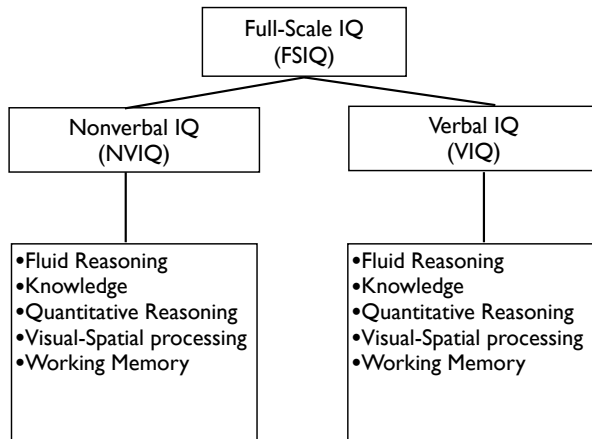 Full-Scale IQ
(FSIQ)
Nonverbal IQ
(NVIQ)
Verbal IQ
(VIQ)
•Fluid Reasoning
•Knowledge
•Quantitative Reasoning
•Visual-Spatial processing
•Working Memory
•Fluid Reasoning
•Knowledge
•Quantitative Reasoning
•Visual-Spatial processing
•Working Memory